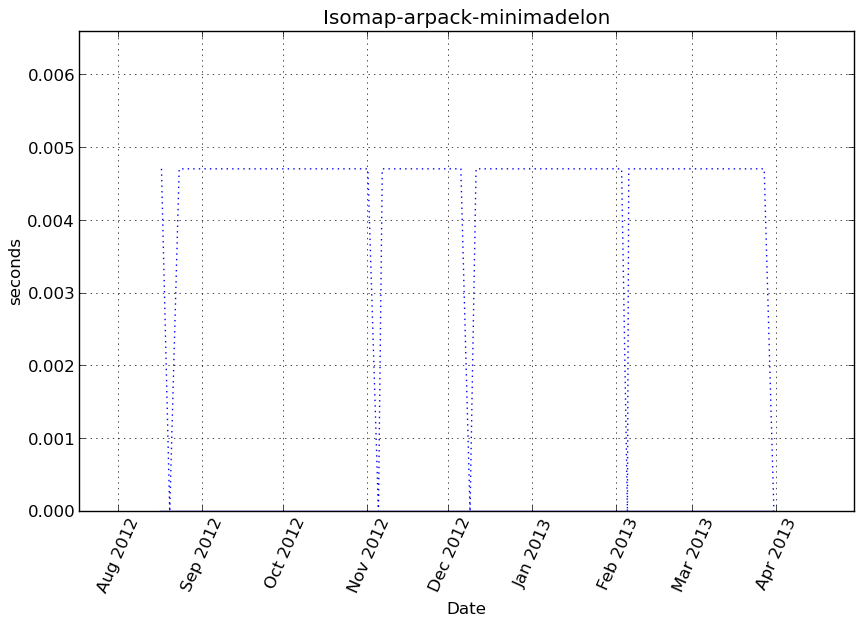 Isomap-arpack-minimadelon
0.006
0.005
0.004
0.003
0.002
0.001
0.000
seconds
Aug 2012
Sep 2012
Oct 2012
Nov 2012
Dec 2012
Jan 2013
Feb 2013
Mar 2013
Apr 2013
Date